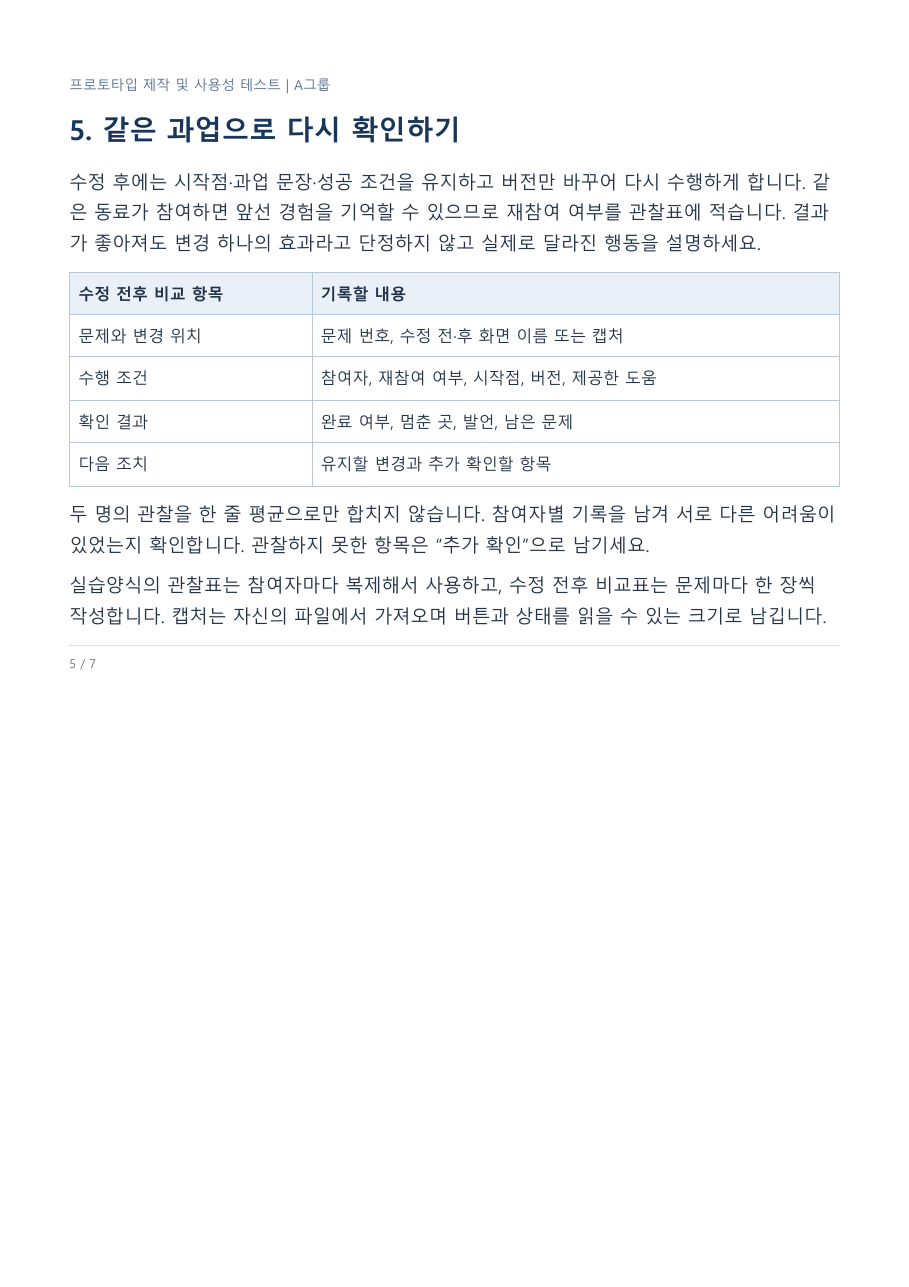 프로토타입 제작 및 사용성 테스트 | A그룹
5. 같은 과업으로 다시 확인하기
수정 후에는 시작점·과업 문장·성공 조건을 유지하고 버전만 바꾸어 다시 수행하게 합니다. 같
은 동료가 참여하면 앞선 경험을 기억할 수 있으므로 재참여 여부를 관찰표에 적습니다. 결과
가 좋아져도 변경 하나의 효과라고 단정하지 않고 실제로 달라진 행동을 설명하세요.
수정 전후 비교 항목 기록할 내용
문제와 변경 위치 문제 번호, 수정 전·후 화면 이름 또는 캡처
수행 조건 참여자, 재참여 여부, 시작점, 버전, 제공한 도움
확인 결과 완료 여부, 멈춘 곳, 발언, 남은 문제
다음 조치 유지할 변경과 추가 확인할 항목
두 명의 관찰을 한 줄 평균으로만 합치지 않습니다. 참여자별 기록을 남겨 서로 다른 어려움이
있었는지 확인합니다. 관찰하지 못한 항목은 “추가 확인”으로 남기세요.
실습양식의 관찰표는 참여자마다 복제해서 사용하고, 수정 전후 비교표는 문제마다 한 장씩
작성합니다. 캡처는 자신의 파일에서 가져오며 버튼과 상태를 읽을 수 있는 크기로 남깁니다.
5 / 7